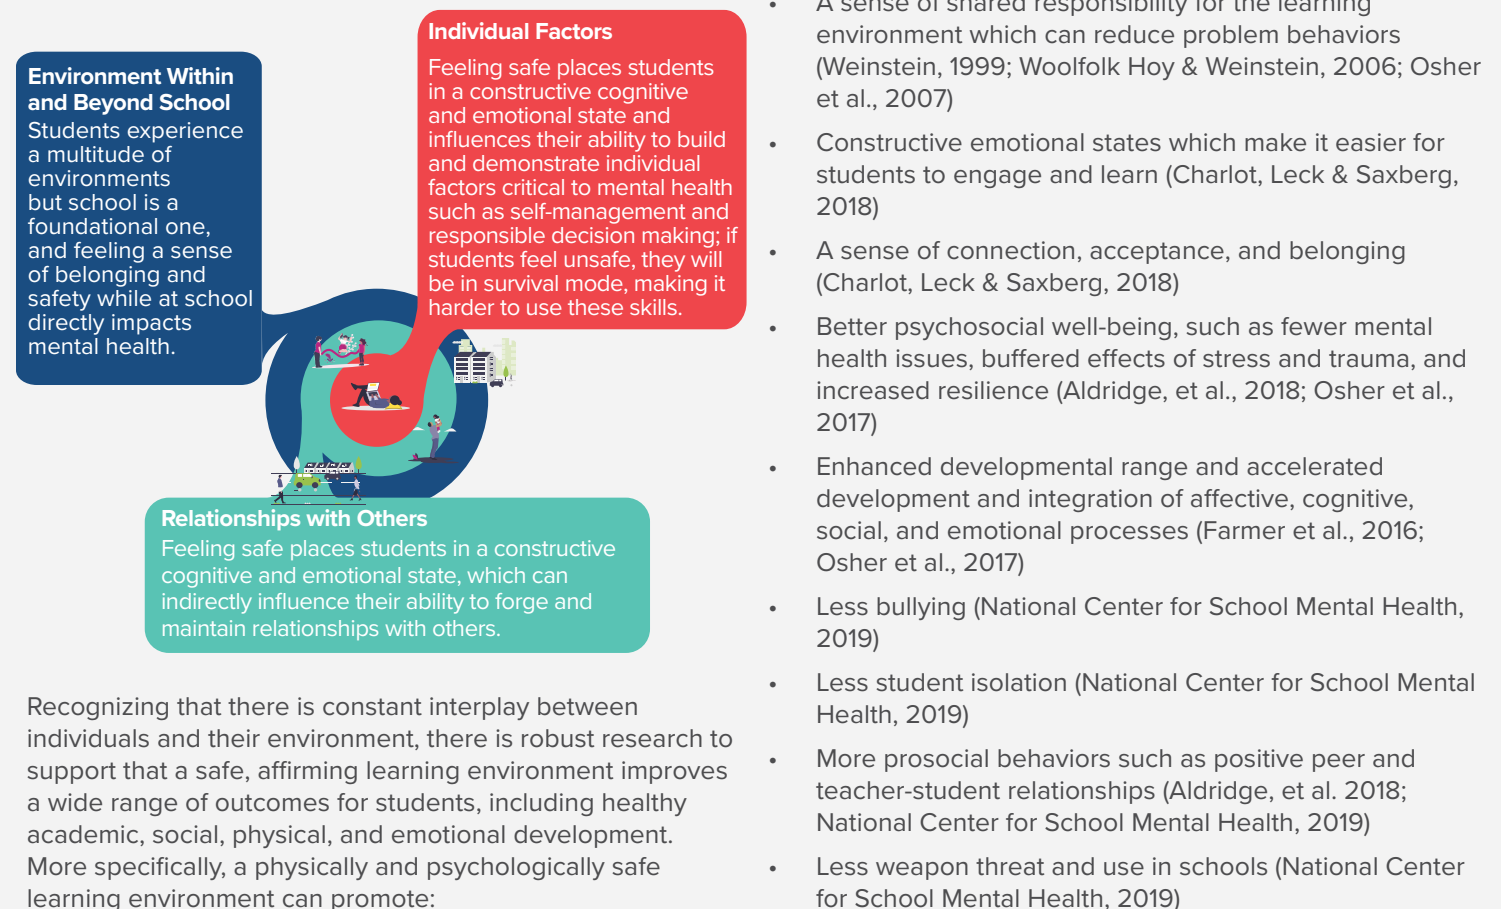 Environment Within
and Beyond School
Students experience
a multitude of
environments
but school is a
foundational one,
and feeling a sense
of belonging and
safety while at school
directly impacts
mental health.
Individual Factors
Feeling safe places students
in a constructive cognitive
and emotional state and
influences their ability to build
and demonstrate individual
factors critical to mental health
such as self-management and
responsible decision making; if
students feel unsafe, they will
be in survival mode, making it
harder to use these skills.
Relationships with Others
Feeling safe places students in a constructive
cognitive and emotional state, which can
indirectly influence their ability to forge and
maintain relationships with others.
Recognizing that there is constant interplay between
individuals and their environment, there is robust research to
support that a safe, affirming learning environment improves
a wide range of outcomes for students, including healthy
academic, social, physical, and emotional development.
More specifically, a physically and psychologically safe
learning environment can promote:
• A sense of shared responsibility for the learning
environment which can reduce problem behaviors
(Weinstein, 1999; Woolfolk Hoy & Weinstein, 2006; Osher
et al., 2007)
• Constructive emotional states which make it easier for
students to engage and learn (Charlot, Leck & Saxberg,
2018)
• A sense of connection, acceptance, and belonging
(Charlot, Leck & Saxberg, 2018)
• Better psychosocial well-being, such as fewer mental
health issues, buffered effects of stress and trauma, and
increased resilience (Aldridge, et al., 2018; Osher et al.,
2017)
• Enhanced developmental range and accelerated
development and integration of affective, cognitive,
social, and emotional processes (Farmer et al., 2016;
Osher et al., 2017)
• Less bullying (National Center for School Mental Health,
2019)
• Less student isolation (National Center for School Mental
Health, 2019)
• More prosocial behaviors such as positive peer and
teacher-student relationships (Aldridge, et al. 2018;
National Center for School Mental Health, 2019)
• Less weapon threat and use in schools (National Center
for School Mental Health, 2019)